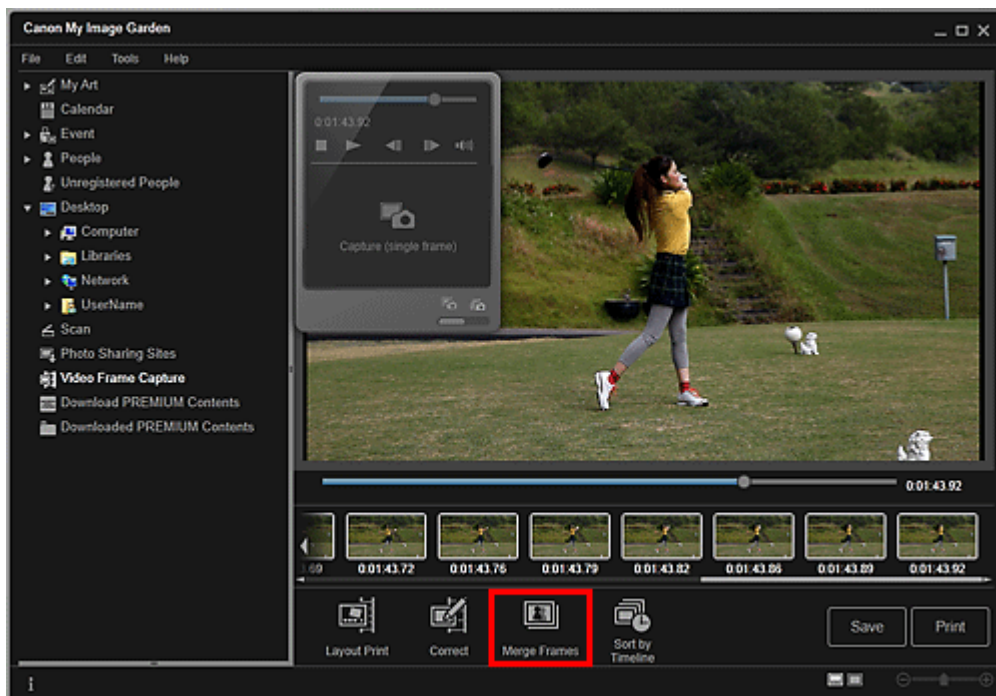 Canon My Image Garden
File Edit Tools Help
My Art
Calendar
Event
People
Unregistered People
Desktop
Computer
Libraries
Network
UserName
Scan
Photo Sharing Sites
Video Frame Capture
Download PREMIUM Contents
Downloaded PREMIUM Contents
0:01:43.92
Capture (single frame)
0:01:43.92
3.69 0:01:43.72 0:01:43.76 0:01:43.79 0:01:43.82 0:01:43.86 0:01:43.89 0:01:43.92
Layout Print Correct Merge Frames Sort by
Timeline
Save Print